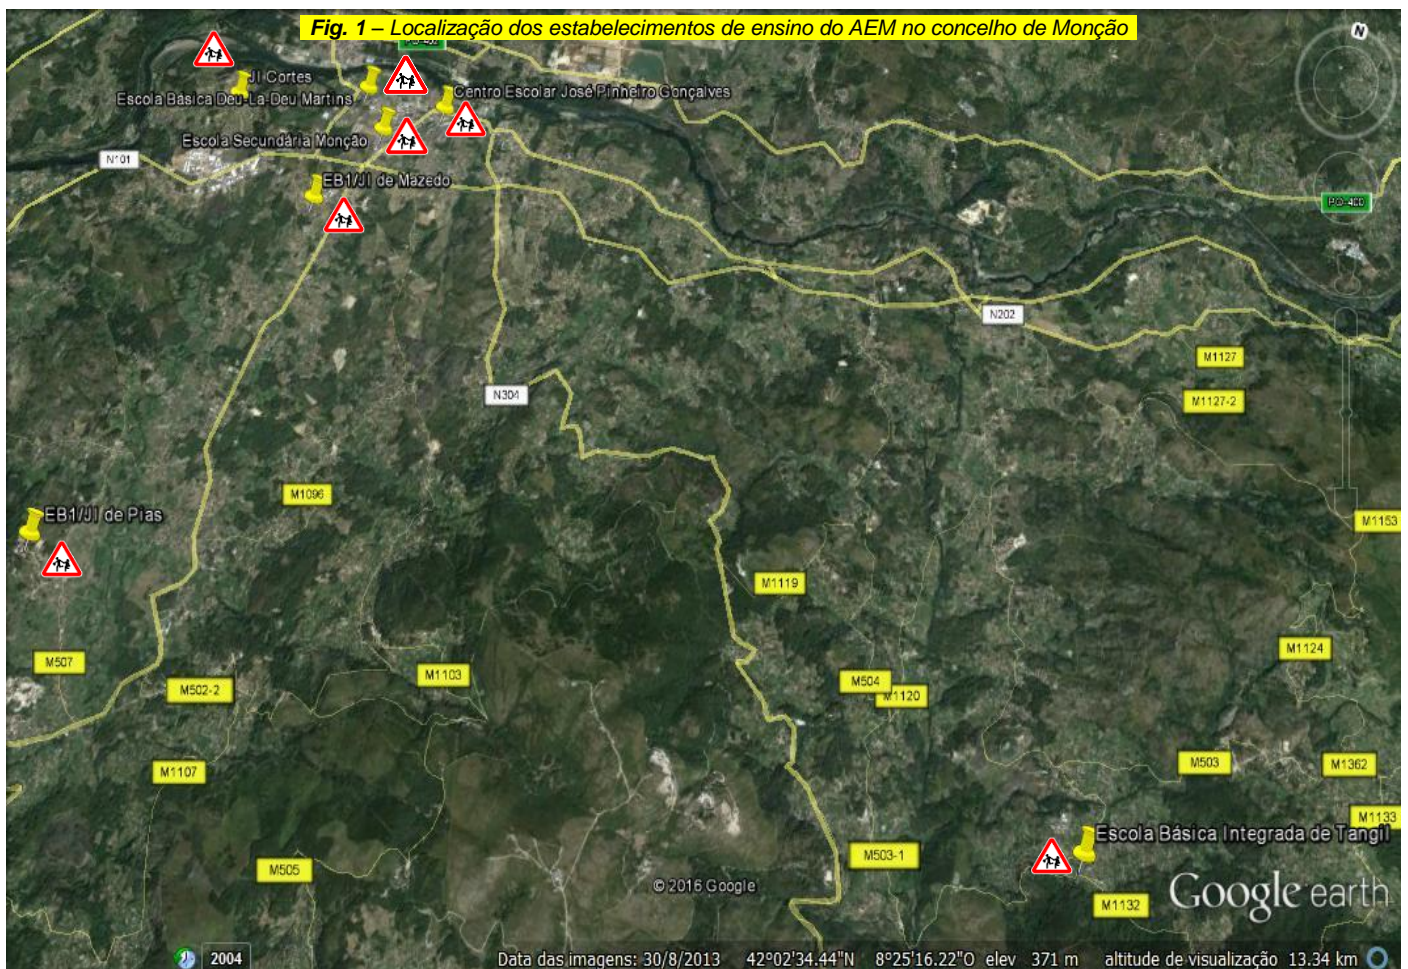 Fig. 1 – Localização dos estabelecimentos de ensino do AEM no concelho de Monção
N
JI Cortes
Escola Básica Deu-La-Deu Martins
Centro Escolar José Pinheiro Gonçalves
Escola Secundária Monção
N101
EB1/JI de Mazedo
PO-400
N202
M1127
N304
M1127-2
M1096
EB1/JI de Pias
M1153
M1119
M1124
M507
M502-2
M1103
M504
M1120
M1107
M503
M1362
M1133
Escola Básica Integrada de Tangil
M505
M503-1
© 2016 Google
M1132
Google earth
2004
Data das imagens: 30/8/2013 42°02'34.44"N 8°25'16.22"O elev 371 m altitude de visualização 13.34 km